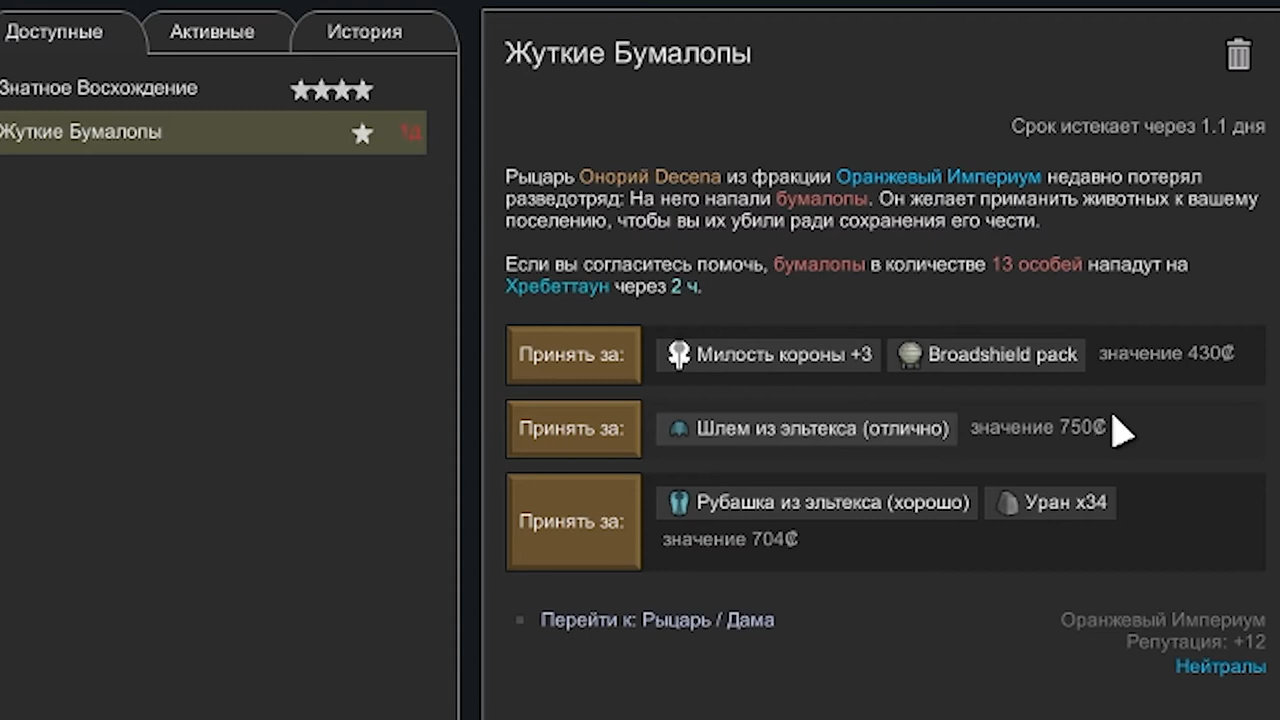 Доступные
Активные
История
Знатное Восхождение
Жуткие Бумалопы
1д
Жуткие Бумалопы
Срок истекает через 1.1 дня
Рыцарь Онорий Decena из фракции Оранжевый Империум недавно потерял
разведотряд: На него напали бумалопы. Он желает приманить животных к вашему
поселению, чтобы вы их убили ради сохранения его чести.
Если вы согласитесь помочь, бумалопы в количестве 13 особей нападут на
Хребеттаун через 2 ч.
Принять за: Милость короны +3 Broadshield pack значение 430₡
Принять за: Шлем из эльтекса (отлично) значение 750₡
Принять за: Рубашка из эльтекса (хорошо) Уран x34
значение 704₡
Перейти к: Рыцарь / Дама
Оранжевый Империум
Репутация: +12
Нейтралы